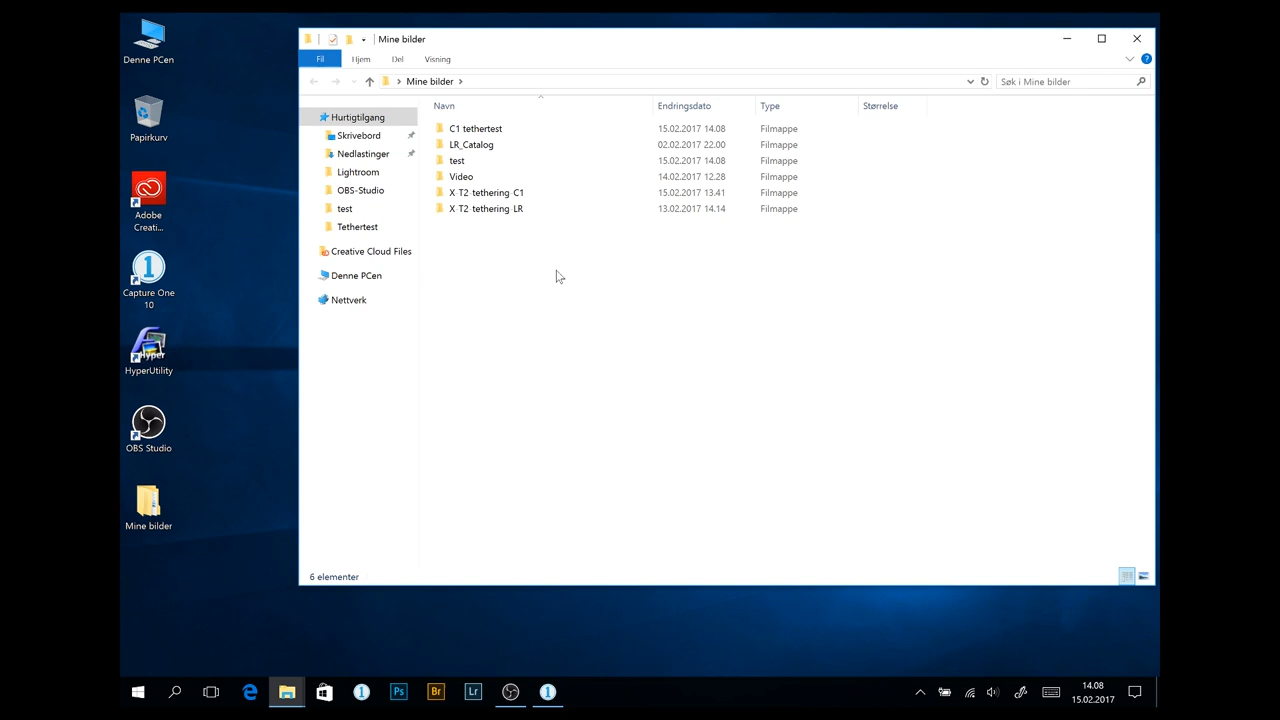 Denne PCen
Papirkurv
Adobe
Creati...
Capture One
10
Hyper
HyperUtility
OBS Studio
Mine bilder
Mine bilder
Fil Hjem Del Visning
Mine bilder
Søk i Mine bilder
Hurtigtilgang
Skrivebord
Nedlastinger
Lightroom
OBS-Studio
test
Tethertest
Creative Cloud Files
Denne PCen
Nettverk
Navn Endringsdato Type Størrelse
C1 tethertest 15.02.2017 14.08 Filmappe
LR_Catalog 02.02.2017 22.00 Filmappe
test 15.02.2017 14.08 Filmappe
Video 14.02.2017 12.28 Filmappe
X-T2-tethering-C1 15.02.2017 13.41 Filmappe
X-T2-tethering-LR 13.02.2017 14.14 Filmappe
6 elementer
1 Ps Br Lr 1
14.08
15.02.2017